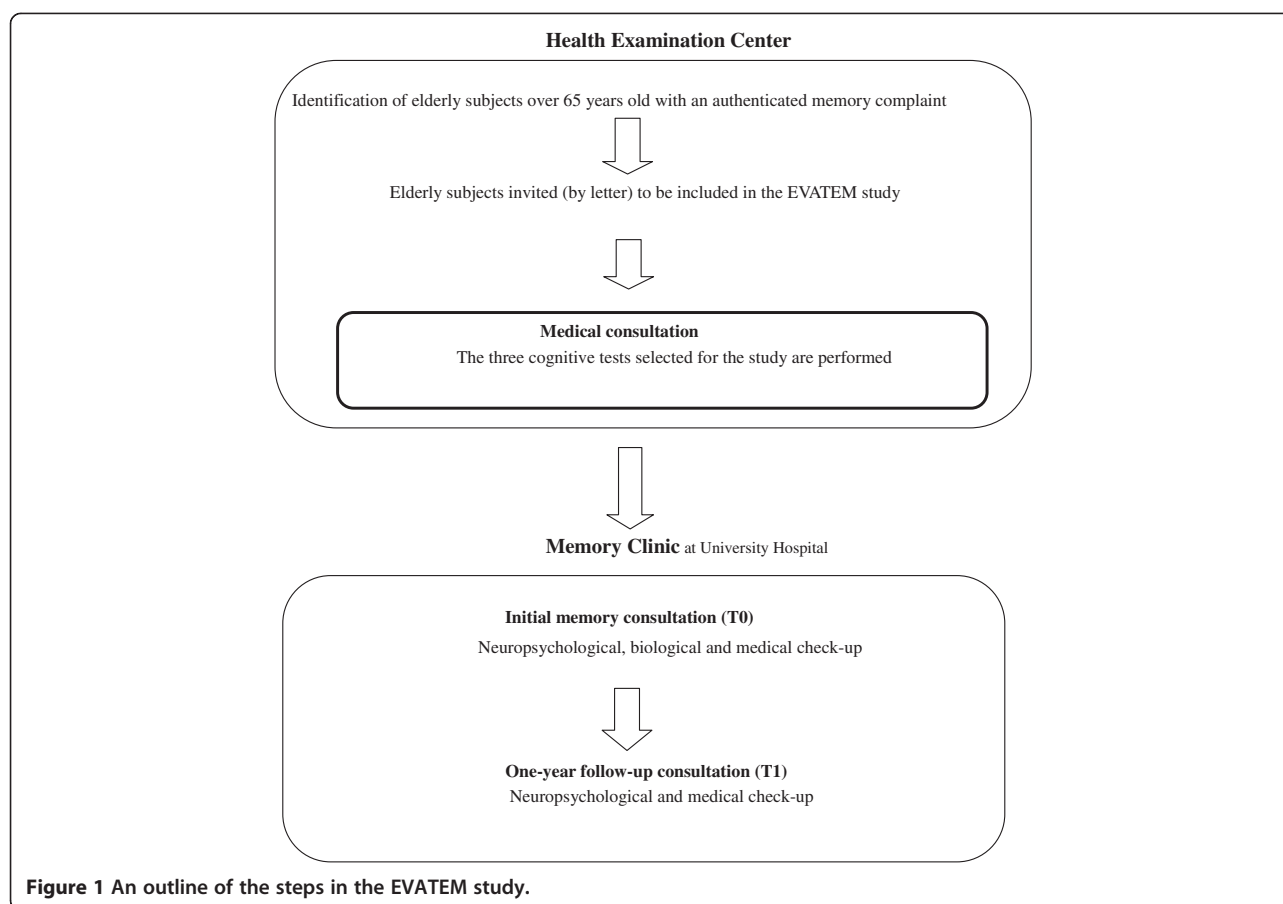 Health Examination Center
Identification of elderly subjects over 65 years old with an authenticated memory complaint
Elderly subjects invited (by letter) to be included in the EVATEM study
Medical consultation
The three cognitive tests selected for the study are performed
Memory Clinic at University Hospital
Initial memory consultation (T0)
Neuropsychological, biological and medical check-up
One-year follow-up consultation (T1)
Neuropsychological and medical check-up
Figure 1 An outline of the steps in the EVATEM study.